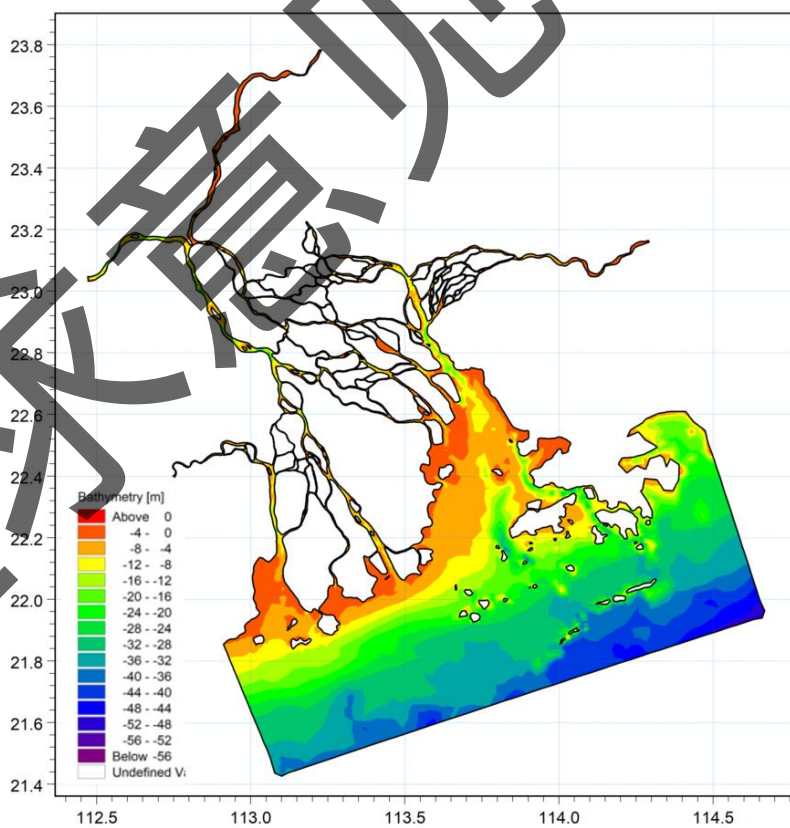 23.8
23.6
23.4
23.2
23.0
22.8
22.6
22.4
22.2
22.0
21.8
21.6
21.4
意
Bathymetry [m]
Above 0
-4 - 0
-8 - -4
-12 - -8
-16 - -12
-20 - -16
-24 - -20
-28 - -24
-32 - -28
-36 - -32
-40 - -36
-44 - -40
-48 - -44
-52 - -48
-56 - -52
Below -56
Undefined V
112.5 113.0 113.5 114.0 114.5